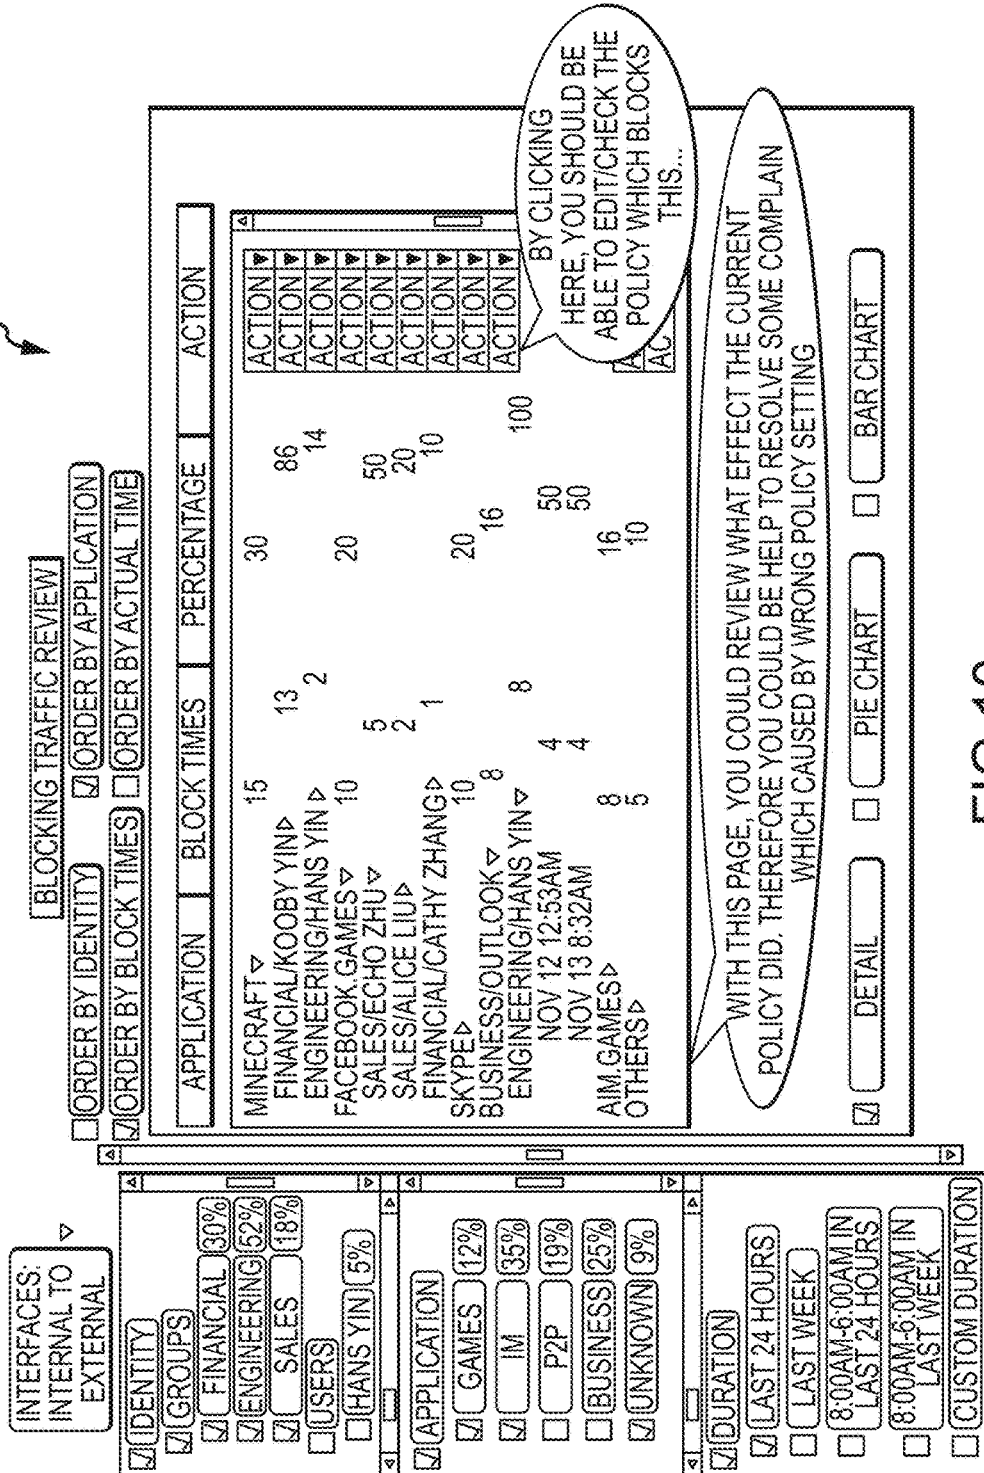 INTERFACES:
INTERNAL TO
EXTERNAL
IDENTITY
GROUPS
FINANCIAL 30%
ENGINEERING 52%
SALES 18%
USERS
HANS YIN 5%
APPLICATION
GAMES 12%
IM 35%
P2P 19%
BUSINESS 25%
UNKNOWN 9%
DURATION
LAST 24 HOURS
LAST WEEK
8:00AM-6:00AM IN
LAST 24 HOURS
8:00AM-6:00AM IN
LAST WEEK
CUSTOM DURATION
BLOCKING TRAFFIC REVIEW
ORDER BY IDENTITY ORDER BY APPLICATION
ORDER BY BLOCK TIMES ORDER BY ACTUAL TIME
APPLICATION BLOCK TIMES PERCENTAGE ACTION
MINECRAFT 15 30 ACTION
FINANCIAL/KOOBY YIN 13 86 ACTION
ENGINEERING/HANS YIN 2 14 ACTION
FACEBOOK.GAMES 10 20 ACTION
SALES/ECHO ZHU 5 50 ACTION
SALES/ALICE LIU 2 20 ACTION
FINANCIAL/CATHY ZHANG 1 10 ACTION
SKYPE 10 20 ACTION
BUSINESS/OUTLOOK 8 16 ACTION
ENGINEERING/HANS YIN 8 100
NOV 12 12:53AM 4 50
NOV 13 8:32AM 4 50
AIM.GAMES 8 16 A
OTHERS 5 10 AC
BY CLICKING
HERE, YOU SHOULD BE
ABLE TO EDIT/CHECK THE
POLICY WHICH BLOCKS
THIS...
WITH THIS PAGE, YOU COULD REVIEW WHAT EFFECT THE CURRENT
POLICY DID. THEREFORE YOU COULD BE HELP TO RESOLVE SOME COMPLAIN
WHICH CAUSED BY WRONG POLICY SETTING
DETAIL PIE CHART BAR CHART